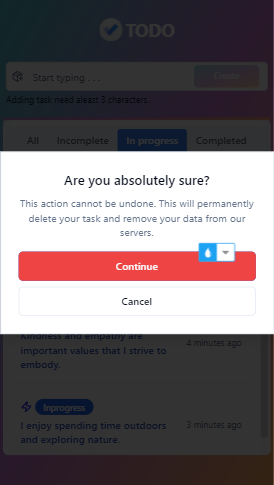 TODO
Start typing . . .
Create
Adding task need aleast 3 characters.
All
Incomplete
In progress
Completed
Are you absolutely sure?
This action cannot be undone. This will permanently
delete your task and remove your data from our
servers.
Continue
Cancel
Kindness and empathy are
important values that I strive to
embody.
4 minutes ago
Inprogress
I enjoy spending time outdoors
and exploring nature.
3 minutes ago